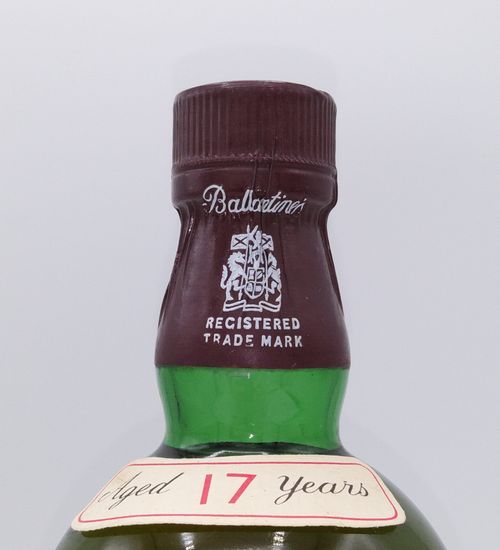 Ballantine's
REGISTERED
TRADE MARK
Aged 17 Years